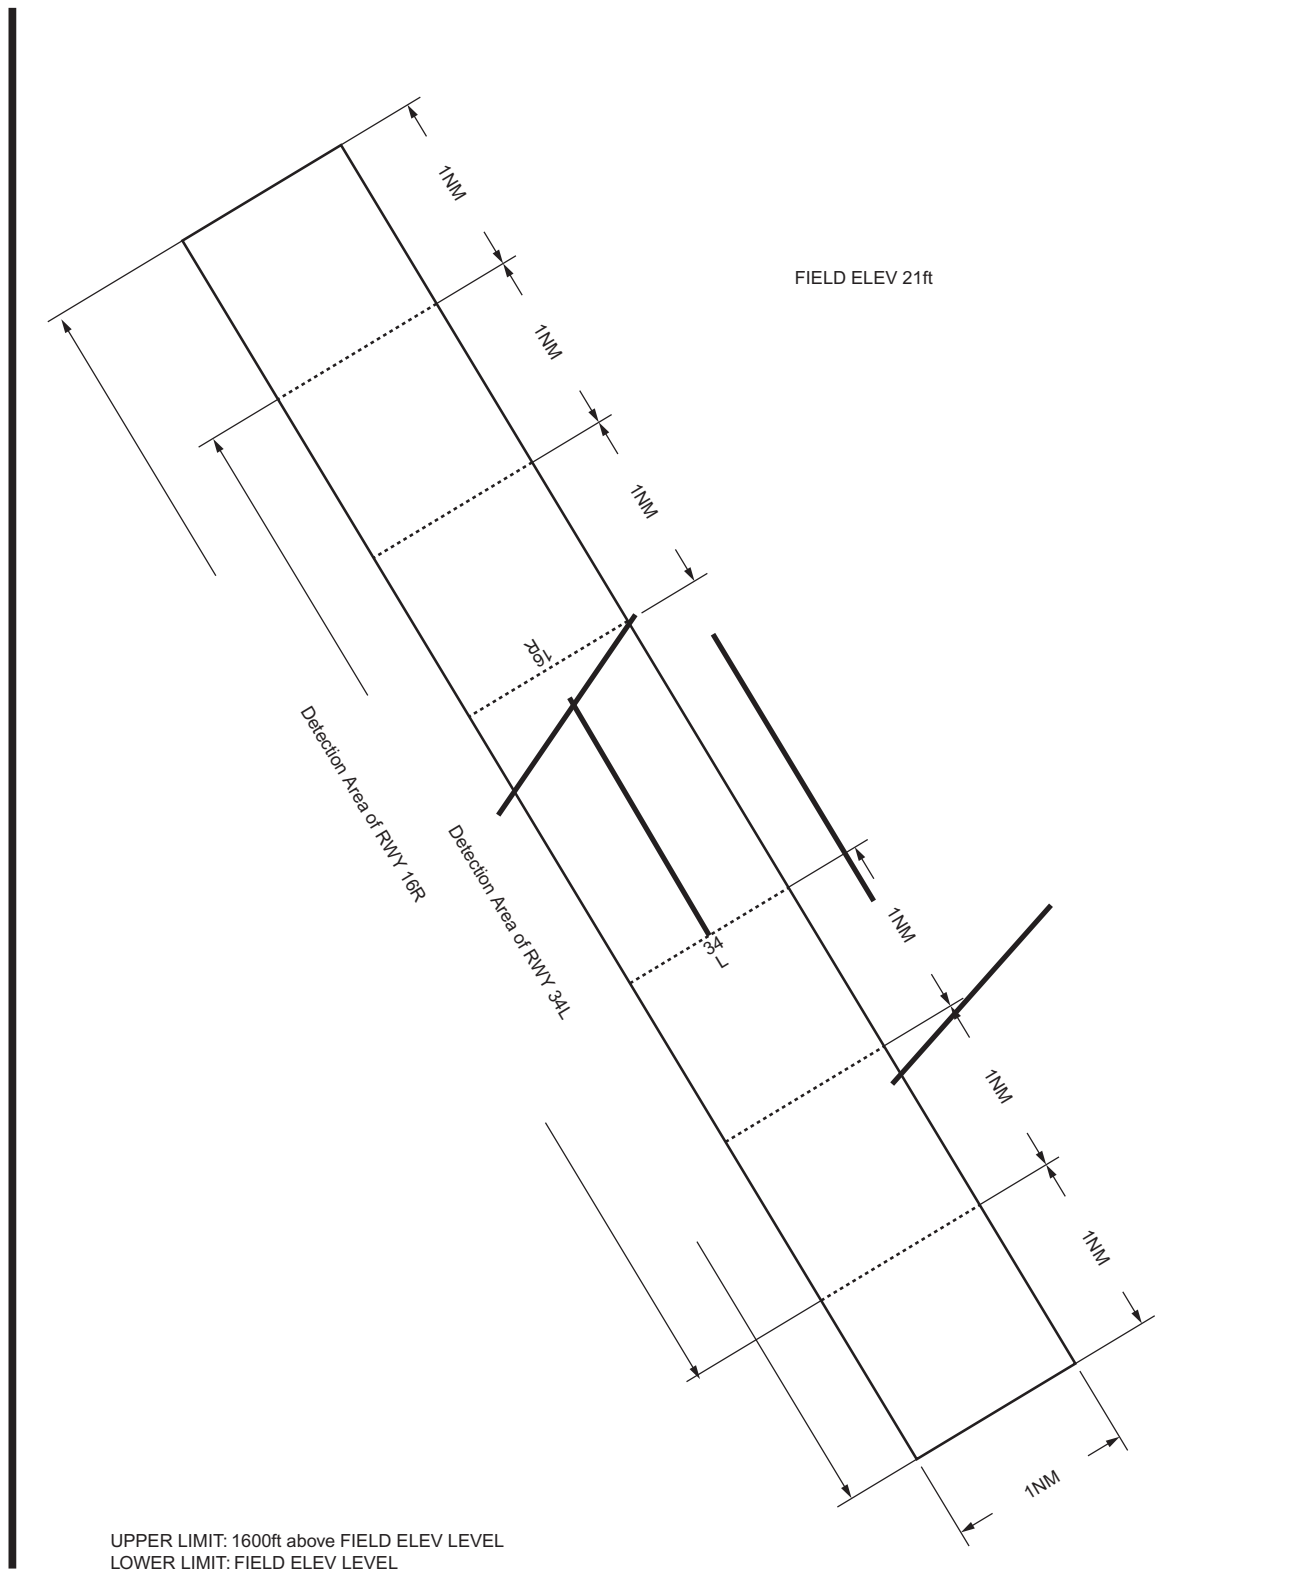 1NM
FIELD ELEV 21ft
1NM
1NM
16R
Detection Area of RWY 16R
Detection Area of RWY 34L
34
L
1NM
1NM
1NM
1NM
UPPER LIMIT: 1600ft above FIELD ELEV LEVEL
LOWER LIMIT: FIELD ELEV LEVEL